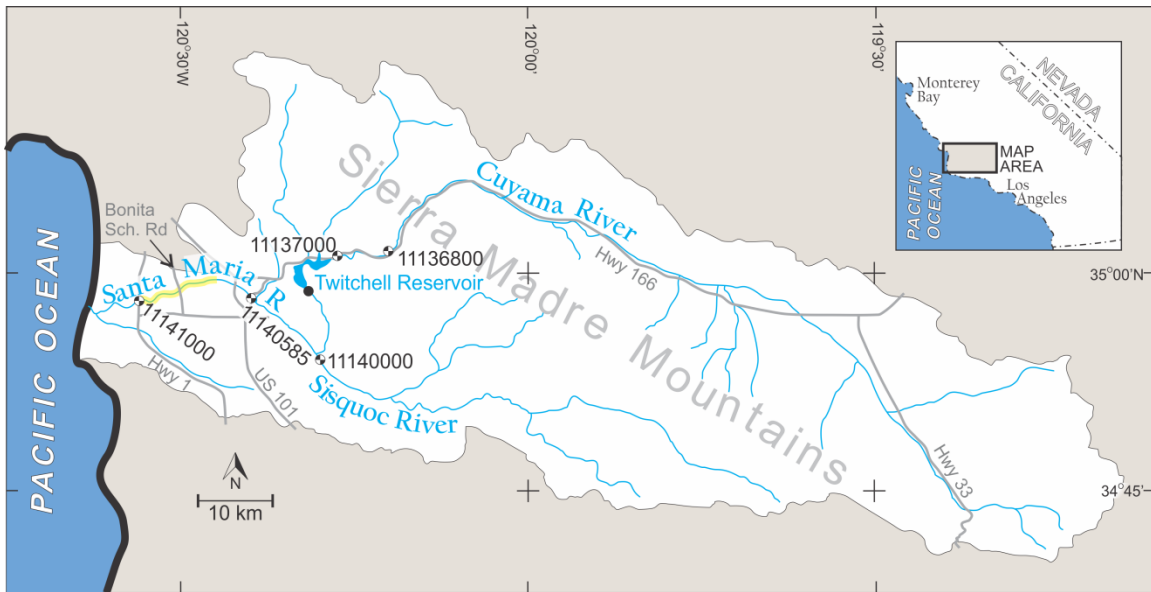 120°30'W
120°00'
119°30'
NEVADA
CALIFORNIA
Monterey
Bay
MAP
AREA
Los
Angeles
PACIFIC
OCEAN
Sierra Madre Mountains
Cuyama River
Bonita
Sch. Rd
11137000
11136800
Hwy 166
35°00'N
Santa Maria R
Twitchell Reservoir
11141000
11140585
11140000
Hwy 1
US 101
Sisquoc River
PACIFIC OCEAN
N
10 km
Hwy 33
34°45'